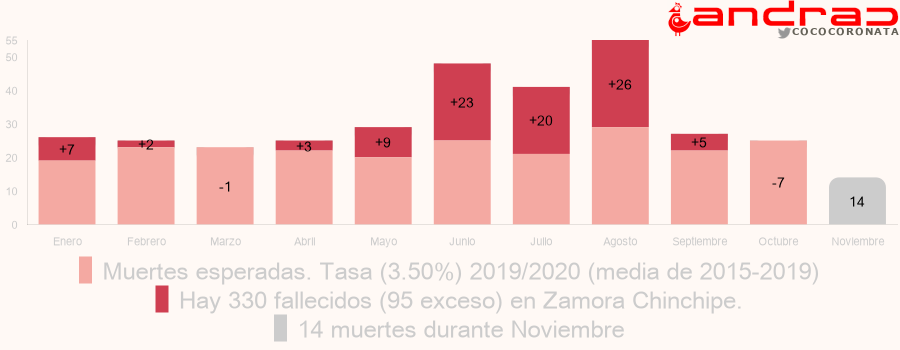 andrac
COCOCORONATA
55
50
30
20
10
0
+7
+2
-1
+3
+9
+23
+20
+26
+5
-7
14
Enero Febrero Marzo Abril Mayo Junio Julio Agosto Septiembre Octubre Noviembre
Muertes esperadas. Tasa (3.50%) 2019/2020 (media de 2015-2019)
Hay 330 fallecidos (95 exceso) en Zamora Chinchipe.
14 muertes durante Noviembre